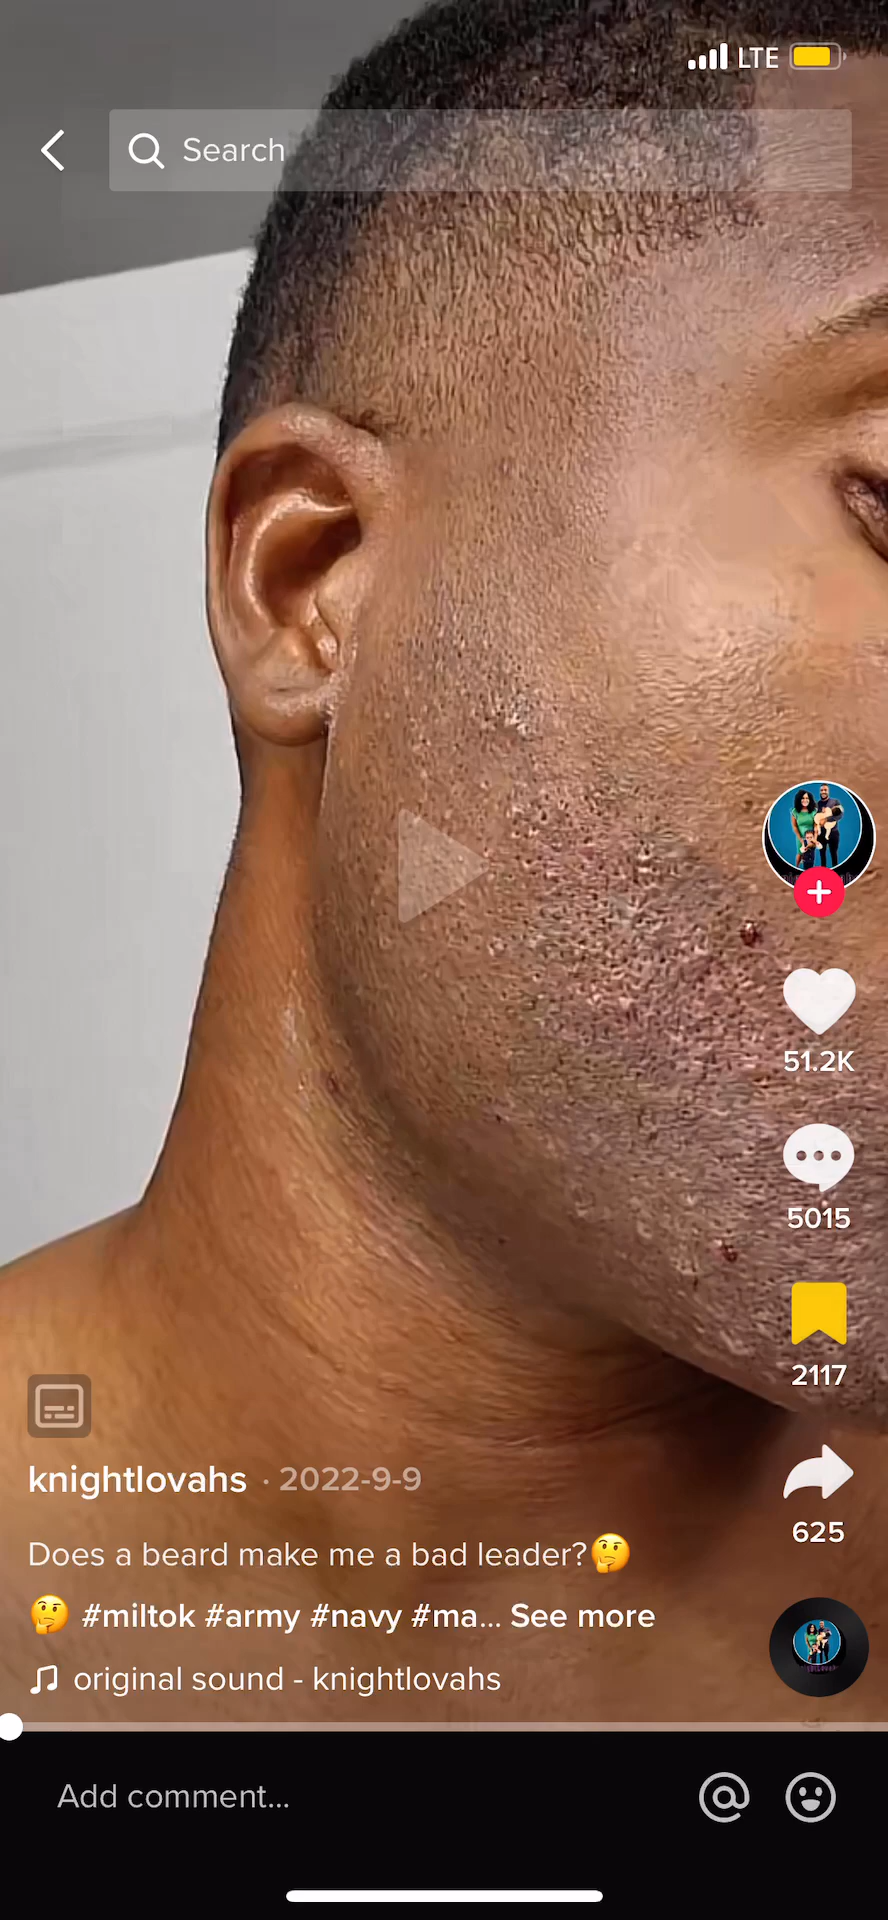 LTE
Search
51.2K
5015
2117
knightlovahs · 2022-9-9
625
Does a beard make me a bad leader?🤔
🤔 #miltok #army #navy #ma... See more
original sound - knightlovahs
Add comment...